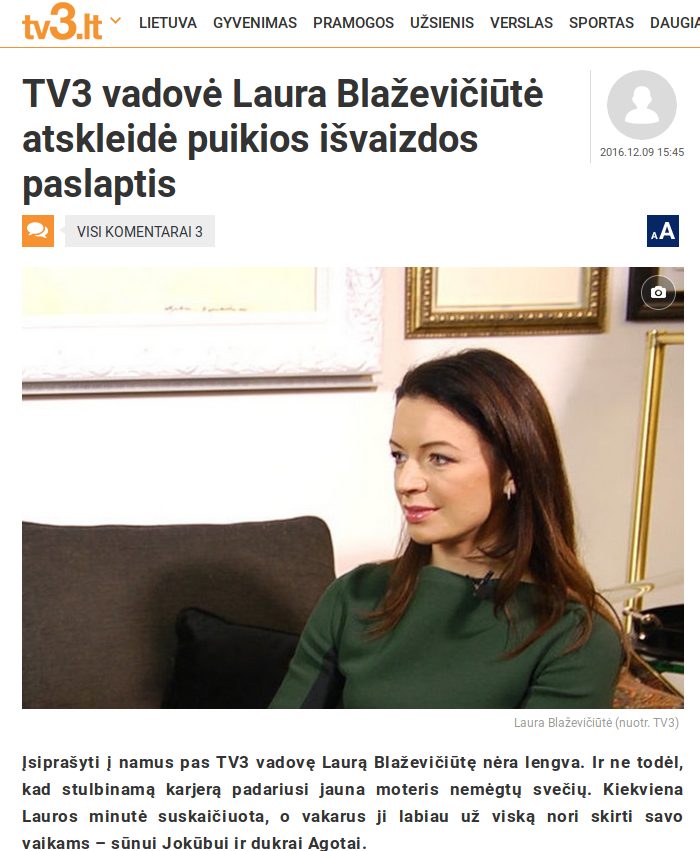 tv3.lt
LIETUVA GYVENIMAS PRAMOGOS UŽSIENIS VERSLAS SPORTAS DAUGIA
TV3 vadovė Laura Blaževičiūtė
atskleidė puikios išvaizdos
paslaptis
2016.12.09 15:45
VISI KOMENTARAI 3
AA
Laura Blaževičiūtė (nuotr. TV3)
Įsiprašyti į namus pas TV3 vadovę Laurą Blaževičiūtę nėra lengva. Ir ne todėl,
kad stulbinamą karjerą padariusi jauna moteris nemėgtų svečių. Kiekviena
Lauros minutė suskaičiuota, o vakarus ji labiau už viską nori skirti savo
vaikams – sūnui Jokūbui ir dukrai Agotai.